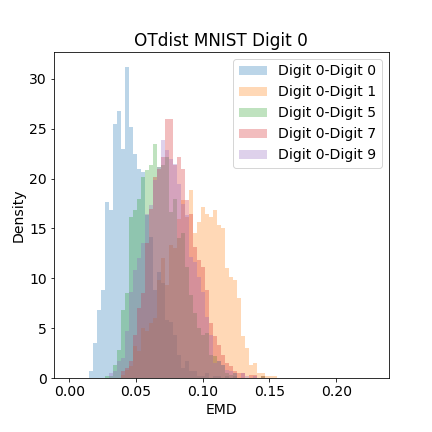 OTdist MNIST Digit 0
Digit 0-Digit 0
Digit 0-Digit 1
Digit 0-Digit 5
Digit 0-Digit 7
Digit 0-Digit 9
Density
30
25
20
15
10
5
0
0.00 0.05 0.10 0.15 0.20
EMD